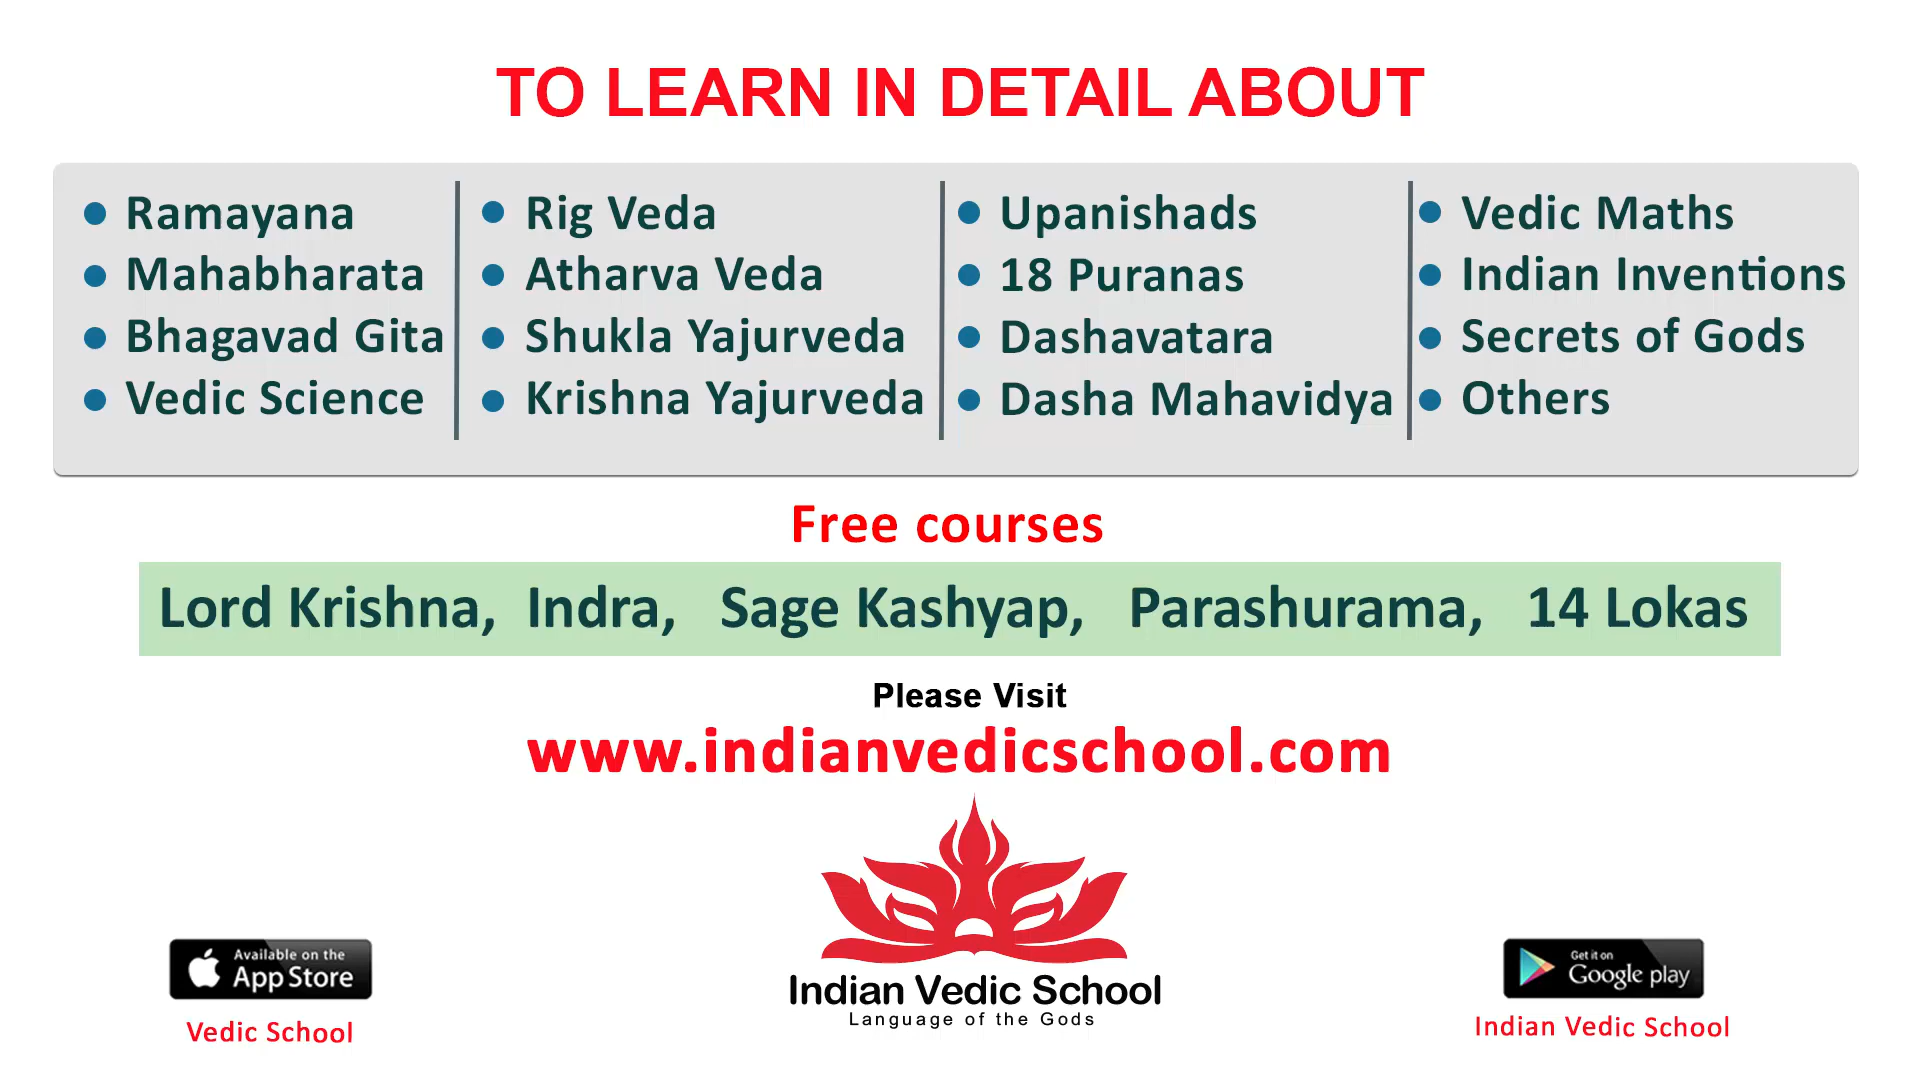 TO LEARN IN DETAIL ABOUT
• Ramayana
• Mahabharata
• Bhagavad Gita
• Vedic Science
• Rig Veda
• Atharva Veda
• Shukla Yajurveda
• Krishna Yajurveda
• Upanishads
• 18 Puranas
• Dashavatara
• Dasha Mahavidya
• Vedic Maths
• Indian Inventions
• Secrets of Gods
• Others
Free courses
Lord Krishna, Indra, Sage Kashyap, Parashurama, 14 Lokas
Please Visit
www.indianvedicschool.com
Indian Vedic School
Language of the Gods
Available on the
App Store
Vedic School
Get it on
Google play
Indian Vedic School